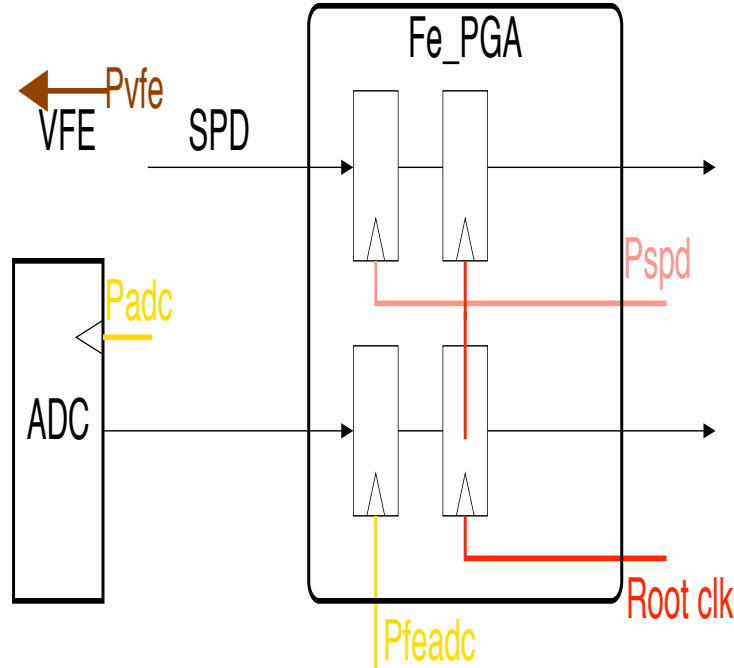 Fe_PGA
Pvfe
VFE
SPD
Pspd
Padc
ADC
Root clk
Pfeadc